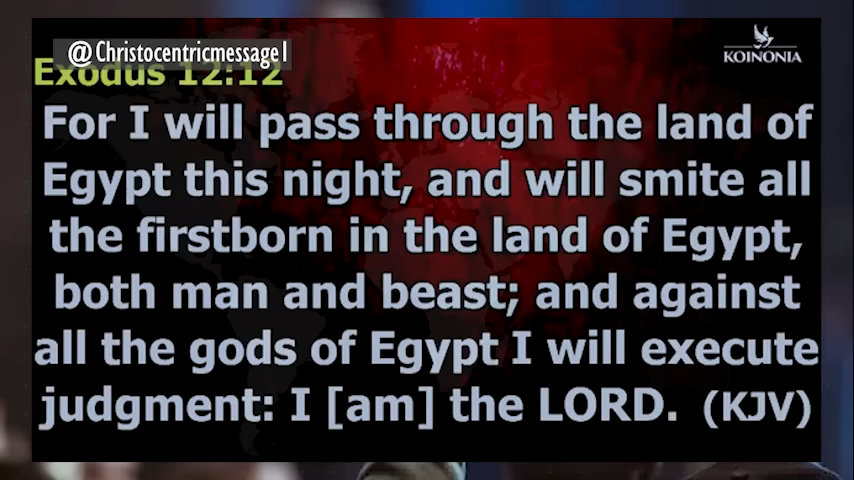 @Christocentricmessage1
KOINONIA
Exodus 12:12
For I will pass through the land of
Egypt this night, and will smite all
the firstborn in the land of Egypt,
both man and beast; and against
all the gods of Egypt I will execute
judgment: I [am] the LORD. (KJV)